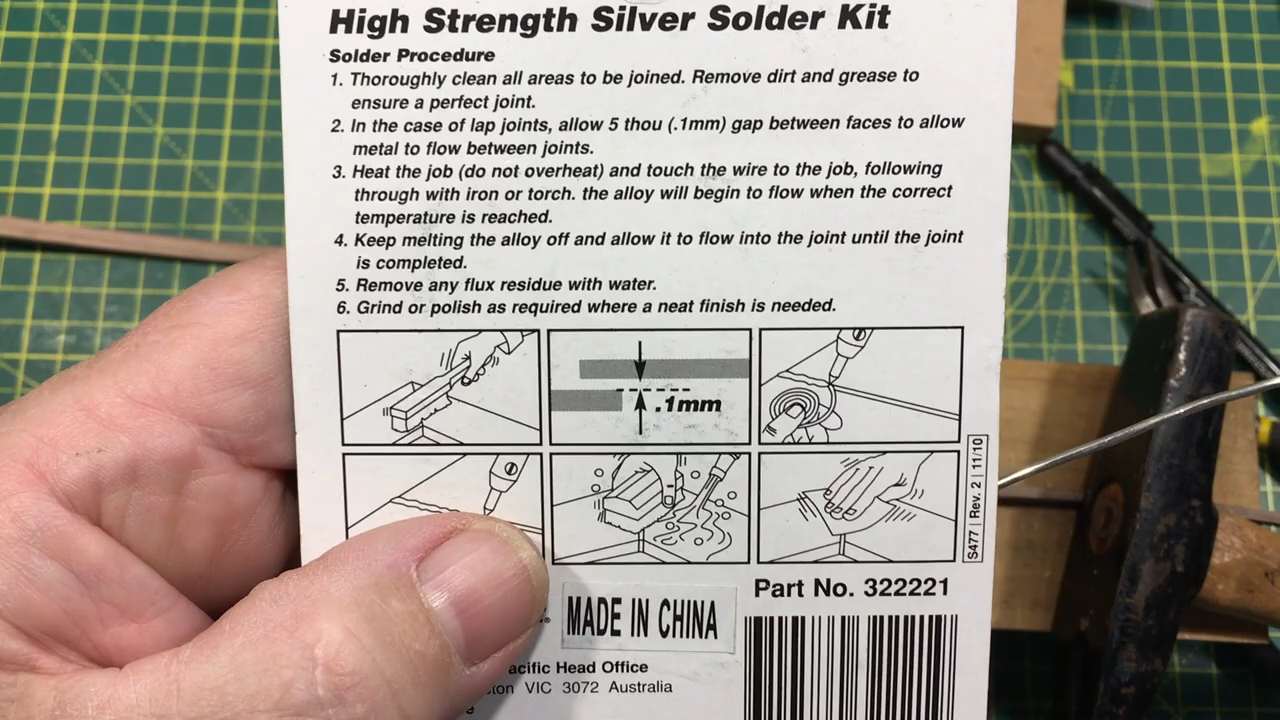 High Strength Silver Solder Kit
Solder Procedure
1. Thoroughly clean all areas to be joined. Remove dirt and grease to
ensure a perfect joint.
2. In the case of lap joints, allow 5 thou (.1mm) gap between faces to allow
metal to flow between joints.
3. Heat the job (do not overheat) and touch the wire to the job, following
through with iron or torch. the alloy will begin to flow when the correct
temperature is reached.
4. Keep melting the alloy off and allow it to flow into the joint until the joint
is completed.
5. Remove any flux residue with water.
6. Grind or polish as required where a neat finish is needed.
.1mm
S477 | Rev. 2 | 11/10
Part No. 322221
MADE IN CHINA
Head Office
VIC 3072 Australia